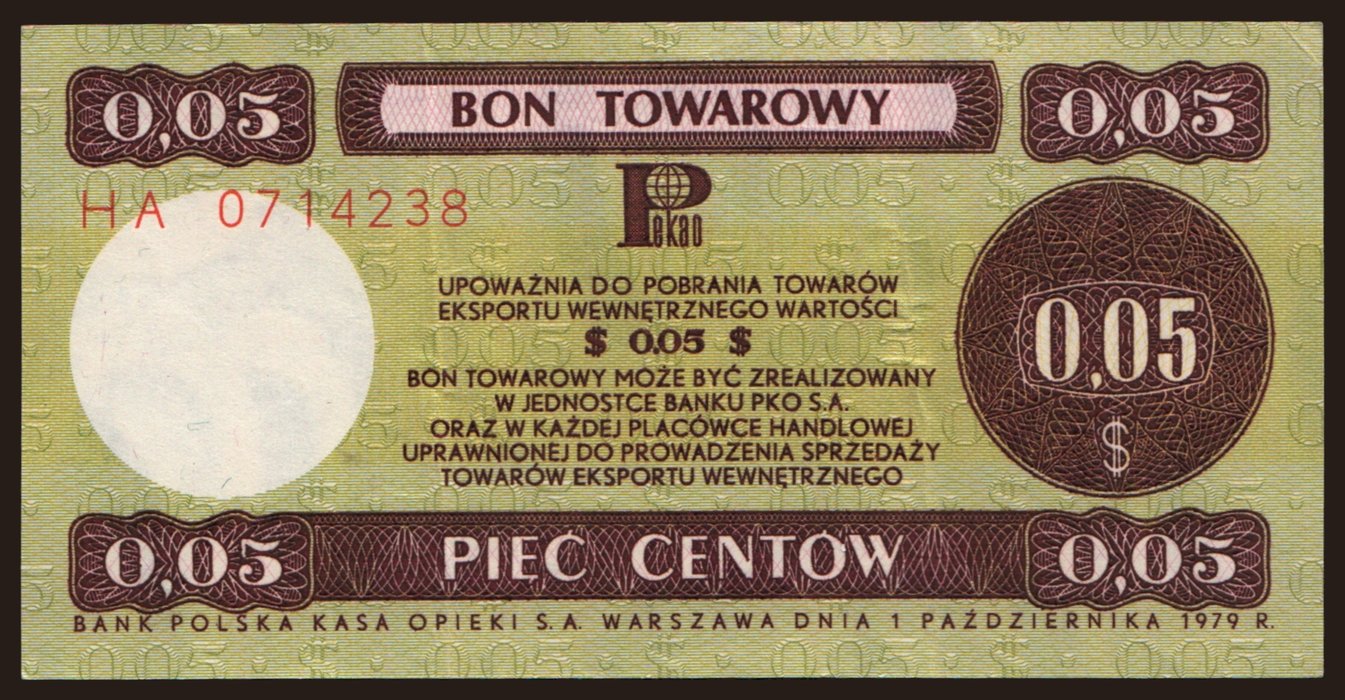 0,05 BON TOWAROWY 0,05
HA 0714238
Pekao
UPOWAŻNIA DO POBRANIA TOWARÓW
EKSPORTU WEWNĘTRZNEGO WARTOŚCI
$ 0.05 $
BON TOWAROWY MOŻE BYĆ ZREALIZOWANY
W JEDNOSTCE BANKU PKO S.A.
ORAZ W KAŻDEJ PLACÓWCE HANDLOWEJ
UPRAWNIONEJ DO PROWADZENIA SPRZEDAŻY
TOWARÓW EKSPORTU WEWNĘTRZNEGO
0,05
$
0,05 PIĘĆ CENTÓW 0,05
BANK POLSKA KASA OPIEKI S.A. WARSZAWA DNIA 1 PAŹDZIERNIKA 1979 R.